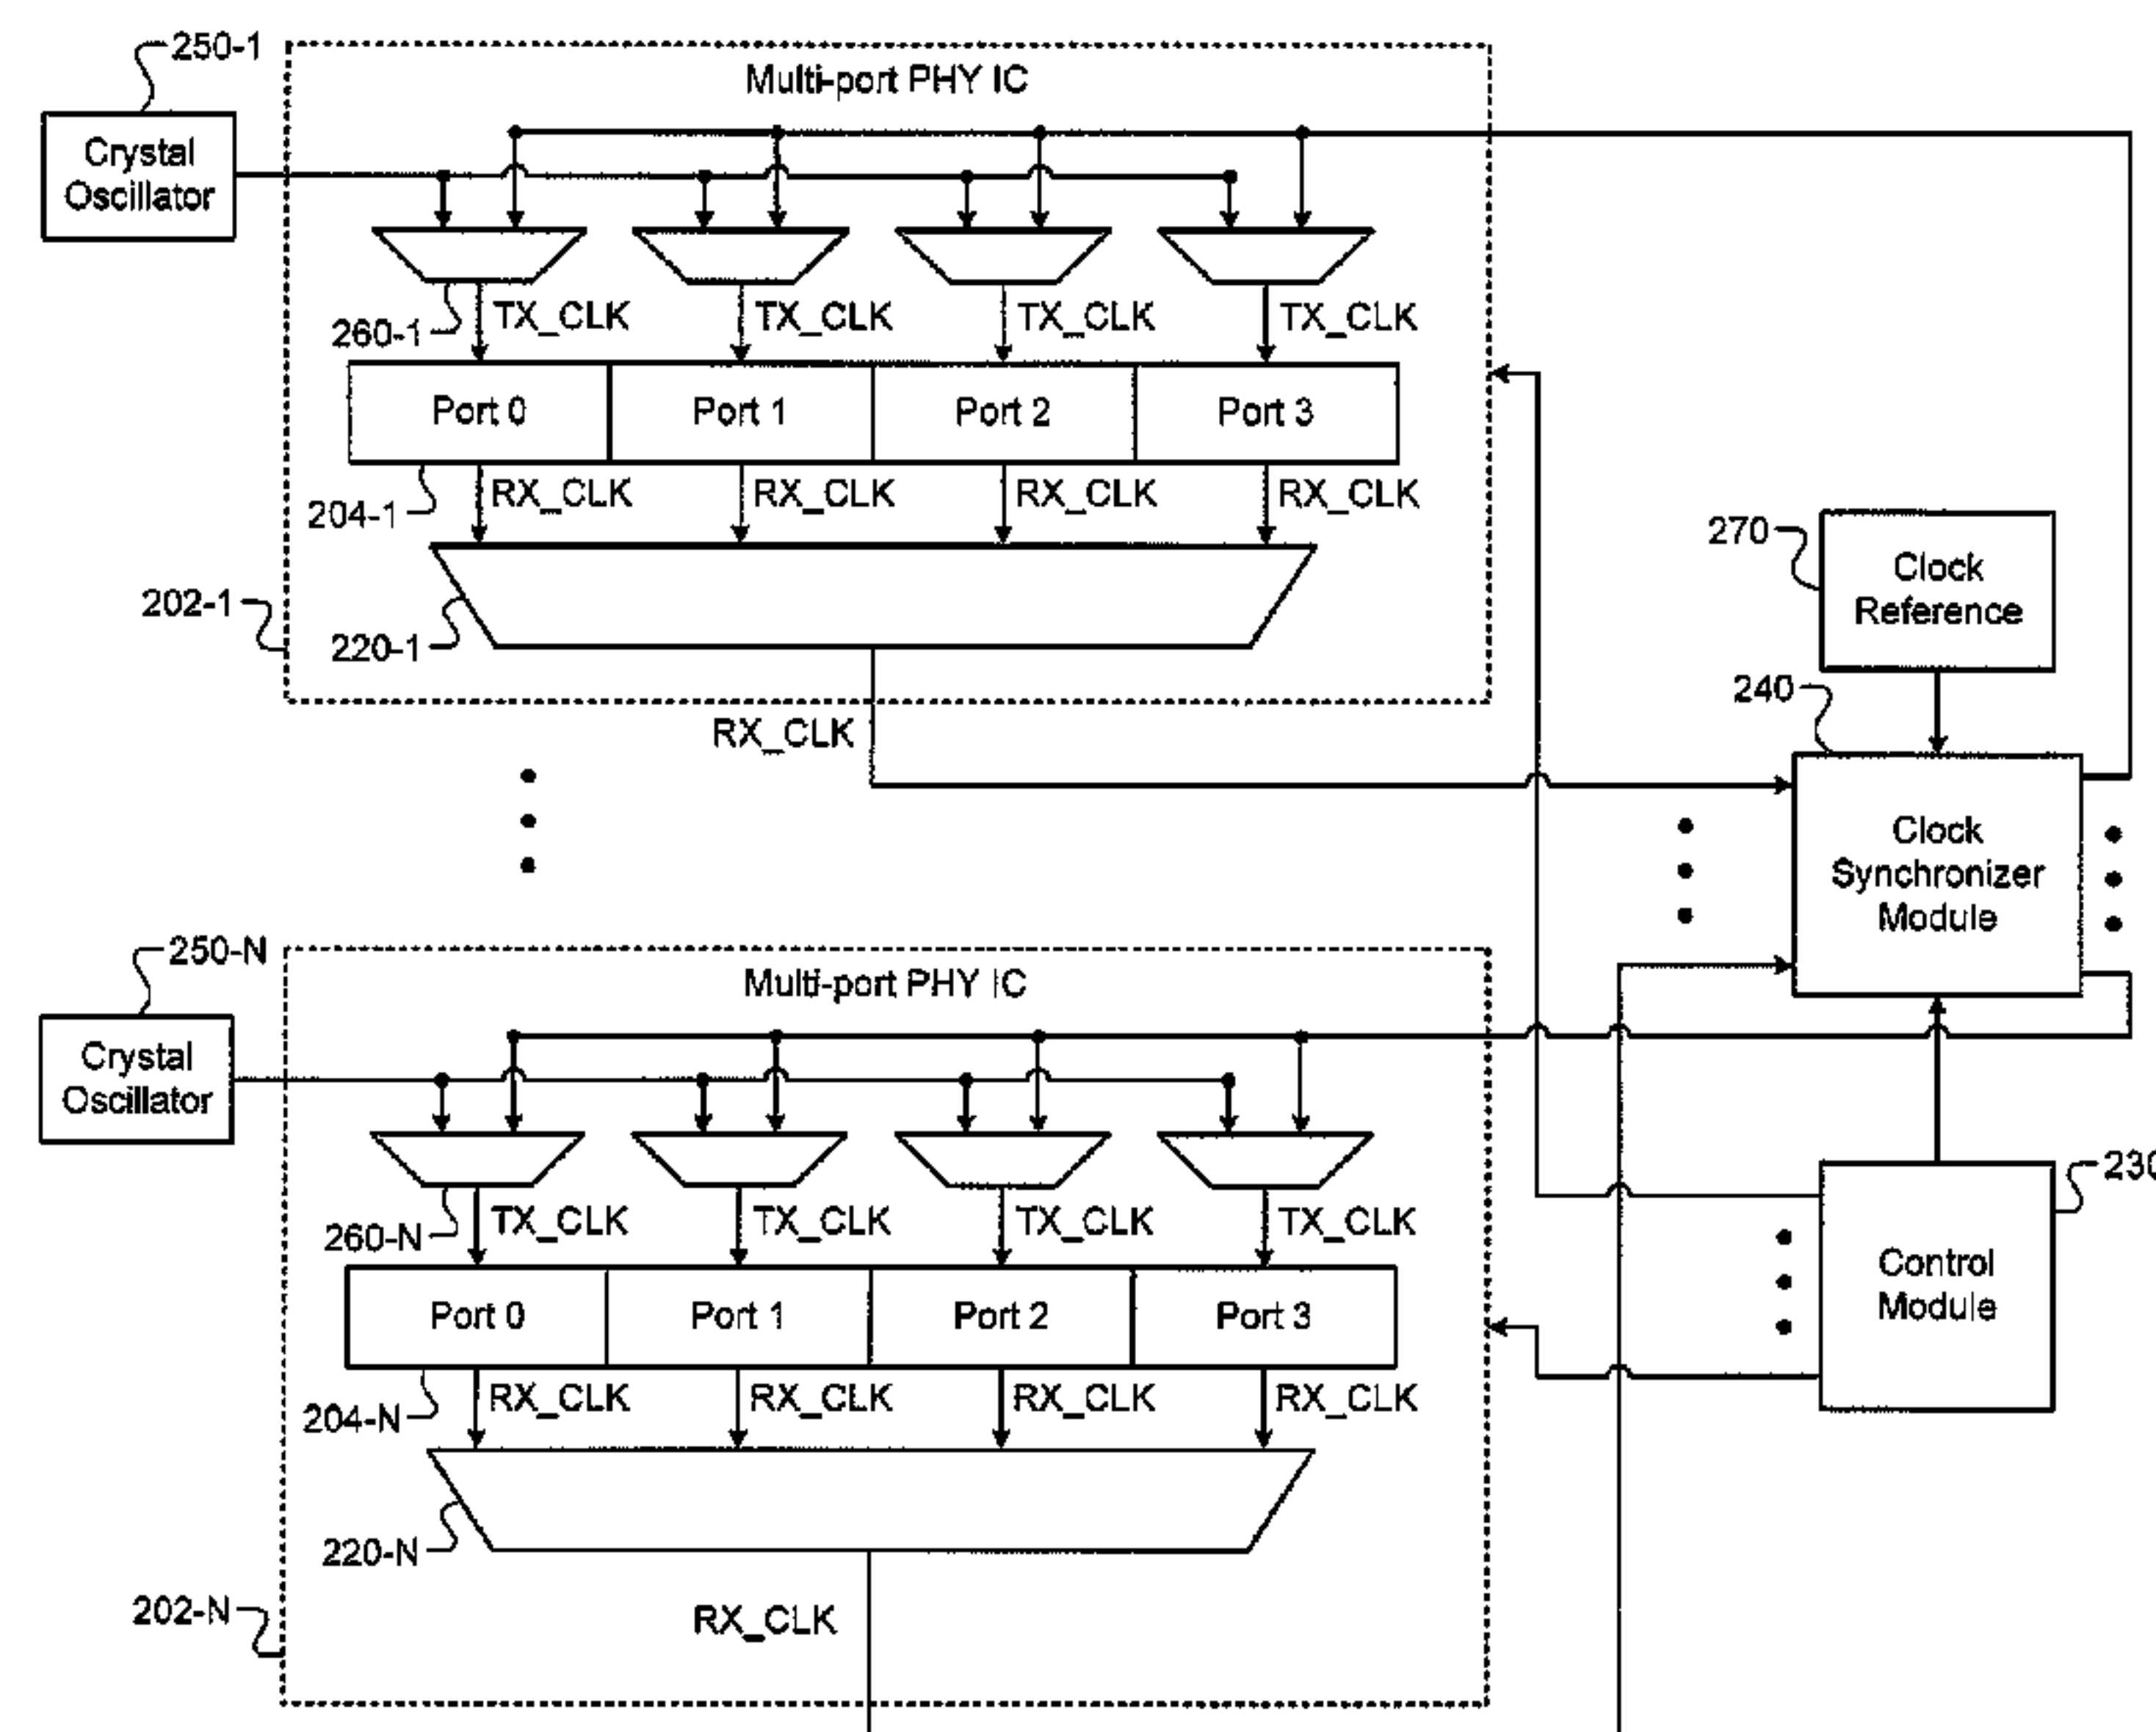 250-1
Multi-port PHY IC
Crystal
Oscillator
260-1
TX_CLK
TX_CLK
TX_CLK
TX_CLK
Port 0
Port 1
Port 2
Port 3
204-1
RX_CLK
RX_CLK
RX_CLK
RX_CLK
202-1
220-1
RX_CLK
270
Clock
Reference
240
Clock
Synchronizer
Module
250-N
Multi-port PHY IC
Crystal
Oscillator
260-N
TX_CLK
TX_CLK
TX_CLK
TX_CLK
Port 0
Port 1
Port 2
Port 3
204-N
RX_CLK
RX_CLK
RX_CLK
RX_CLK
220-N
202-N
RX_CLK
230
Control
Module